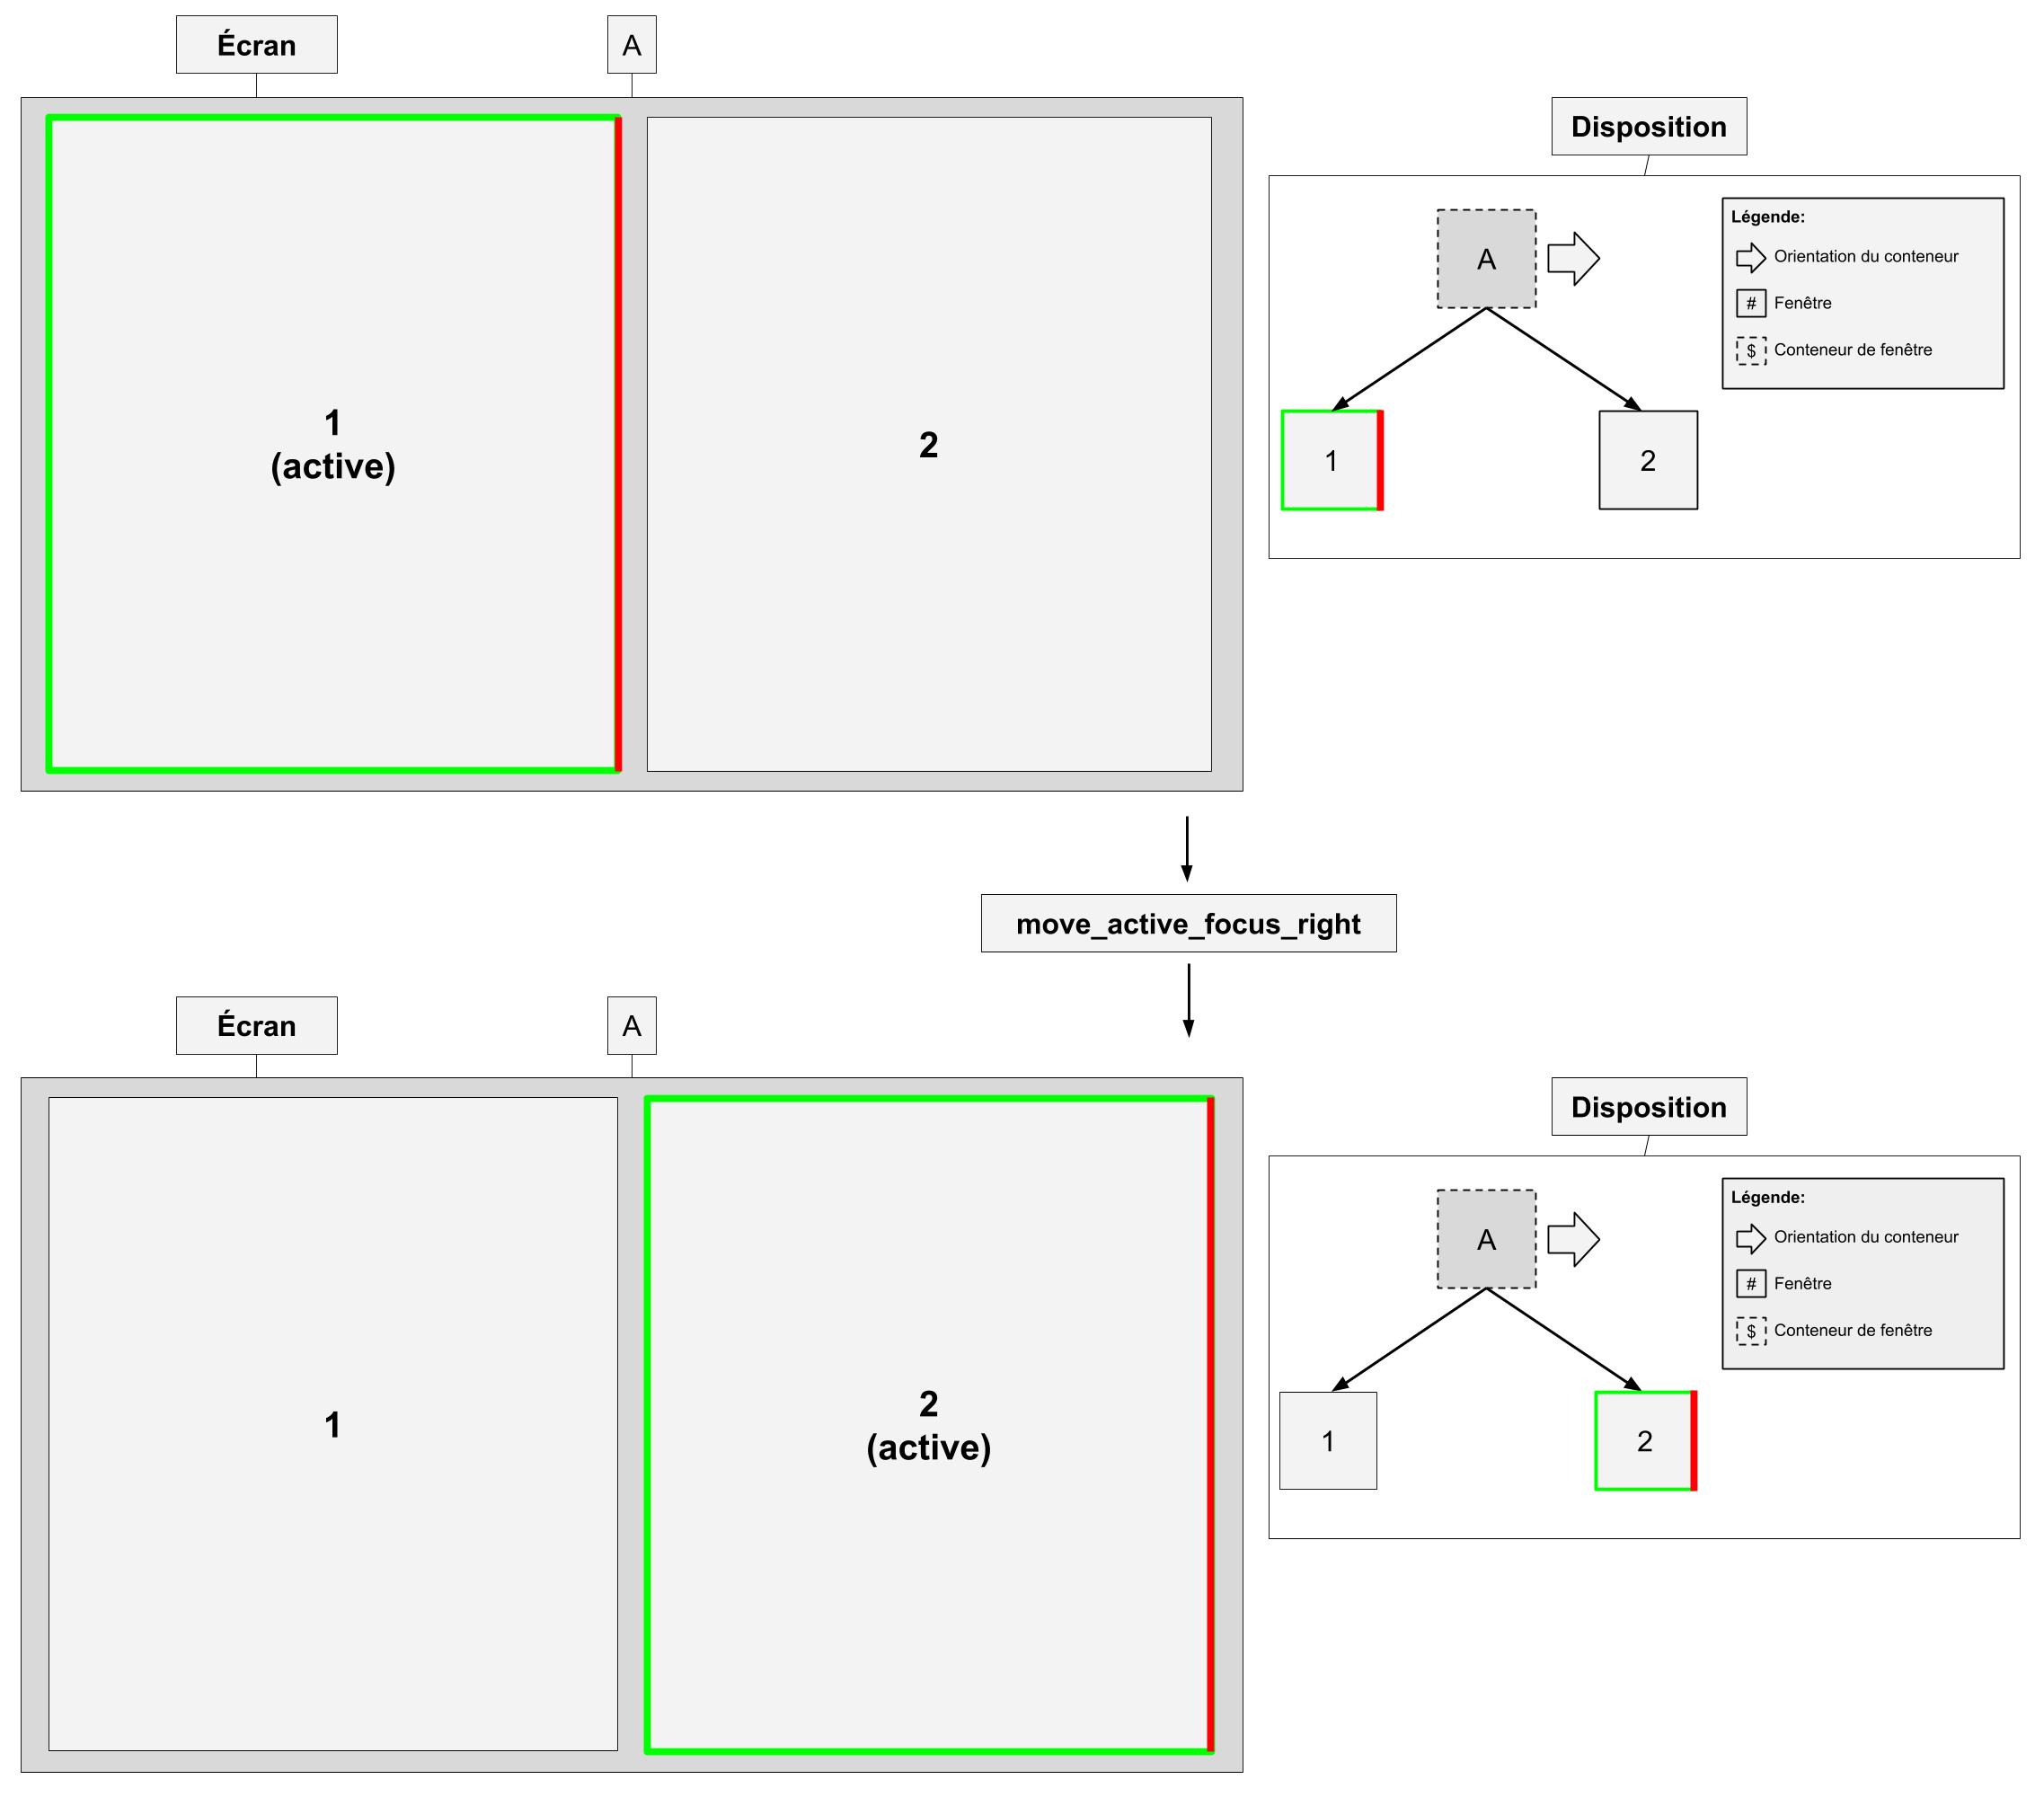 Écran
A
1
(active)
2
Disposition
A
1
2
Légende:
Orientation du conteneur
# Fenêtre
$ Conteneur de fenêtre
move_active_focus_right
Écran
A
1
2
(active)
Disposition
A
1
2
Légende:
Orientation du conteneur
# Fenêtre
$ Conteneur de fenêtre